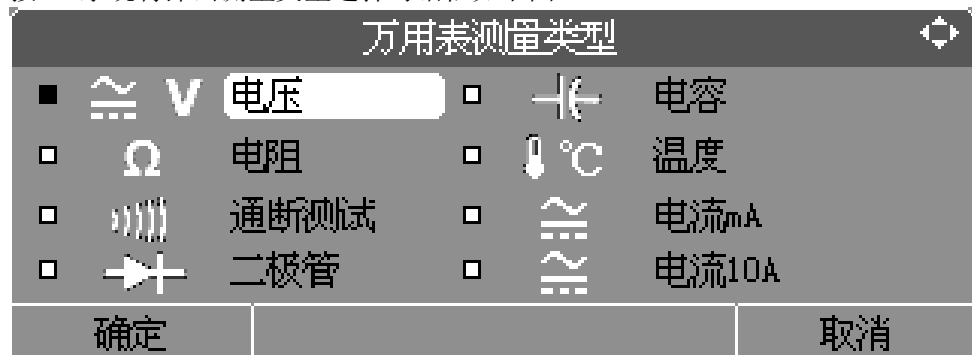 万用表测量类型
V 电压 电容
Ω 电阻 ℃ 温度
通断测试 电流mA
二极管 电流10A
确定 取消